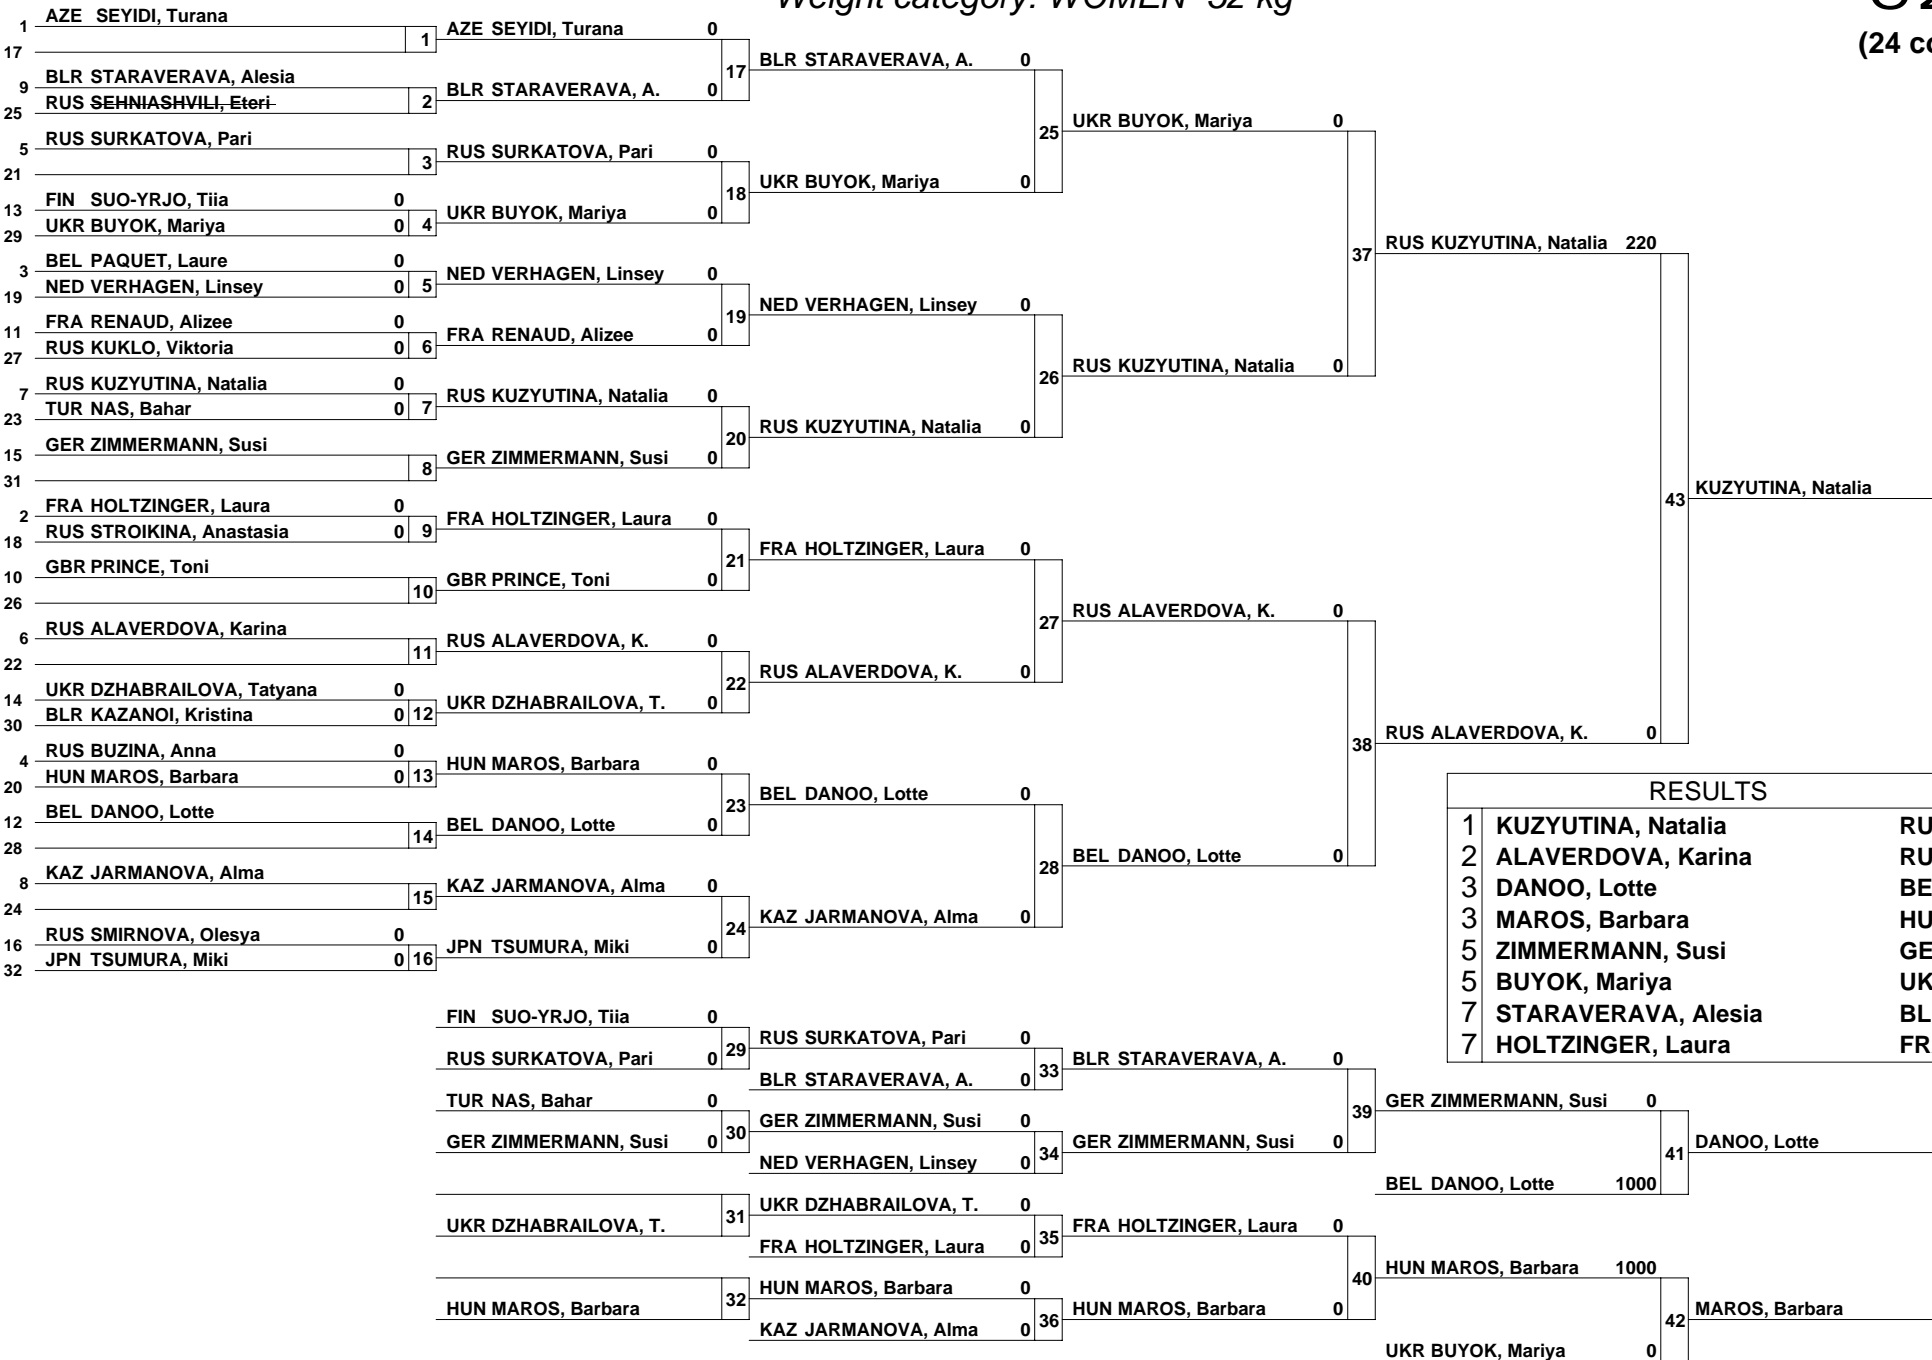 Weight category: WOMEN -52 kg
(24
1 AZE SEYIDI, Turana
17
1
9 BLR STARAVERAVA, Alesia
25 RUS SEHNIASHVILI, Eteri
2
5 RUS SURKATOVA, Pari
21
3
13 FIN SUO-YRJO, Tiia 0
29 UKR BUYOK, Mariya 0
4
3 BEL PAQUET, Laure 0
19 NED VERHAGEN, Linsey 0
5
11 FRA RENAUD, Alizee 0
27 RUS KUKLO, Viktoria 0
6
7 RUS KUZYUTINA, Natalia 0
23 TUR NAS, Bahar 0
7
15 GER ZIMMERMANN, Susi
31
8
2 FRA HOLTZINGER, Laura 0
18 RUS STROIKINA, Anastasia 0
9
10 GBR PRINCE, Toni
26
10
6 RUS ALAVERDOVA, Karina
22
11
14 UKR DZHABRAILOVA, Tatyana 0
30 BLR KAZANOI, Kristina 0
12
4 RUS BUZINA, Anna 0
20 HUN MAROS, Barbara 0
13
12 BEL DANOO, Lotte
28
14
8 KAZ JARMANOVA, Alma
24
15
16 RUS SMIRNOVA, Olesya 0
32 JPN TSUMURA, Miki 0
16
AZE SEYIDI, Turana 0
BLR STARAVERAVA, A. 0
17
RUS SURKATOVA, Pari 0
UKR BUYOK, Mariya 0
18
NED VERHAGEN, Linsey 0
FRA RENAUD, Alizee 0
19
RUS KUZYUTINA, Natalia 0
GER ZIMMERMANN, Susi 0
20
FRA HOLTZINGER, Laura 0
GBR PRINCE, Toni 0
21
RUS ALAVERDOVA, K. 0
UKR DZHABRAILOVA, T. 0
22
HUN MAROS, Barbara 0
BEL DANOO, Lotte 0
23
KAZ JARMANOVA, Alma 0
JPN TSUMURA, Miki 0
24
BLR STARAVERAVA, A. 0
UKR BUYOK, Mariya 0
25
NED VERHAGEN, Linsey 0
RUS KUZYUTINA, Natalia 0
26
FRA HOLTZINGER, Laura 0
RUS ALAVERDOVA, K. 0
27
BEL DANOO, Lotte 0
KAZ JARMANOVA, Alma 0
28
UKR BUYOK, Mariya 0
RUS KUZYUTINA, Natalia 0
37
RUS ALAVERDOVA, K. 0
BEL DANOO, Lotte 0
38
RUS KUZYUTINA, Natalia 220
RUS ALAVERDOVA, K. 0
43
KUZYUTINA, Natalia
RESULTS
1 KUZYUTINA, Natalia RU
2 ALAVERDOVA, Karina RU
3 DANOO, Lotte BE
3 MAROS, Barbara HU
5 ZIMMERMANN, Susi GE
5 BUYOK, Mariya UK
7 STARAVERAVA, Alesia BL
7 HOLTZINGER, Laura FR
FIN SUO-YRJO, Tiia 0
RUS SURKATOVA, Pari 0
29
TUR NAS, Bahar 0
GER ZIMMERMANN, Susi 0
30
UKR DZHABRAILOVA, T.
31
HUN MAROS, Barbara
32
RUS SURKATOVA, Pari 0
BLR STARAVERAVA, A. 0
33
GER ZIMMERMANN, Susi 0
NED VERHAGEN, Linsey 0
34
UKR DZHABRAILOVA, T. 0
FRA HOLTZINGER, Laura 0
35
HUN MAROS, Barbara 0
KAZ JARMANOVA, Alma 0
36
BLR STARAVERAVA, A. 0
GER ZIMMERMANN, Susi 0
39
FRA HOLTZINGER, Laura 0
HUN MAROS, Barbara 0
40
GER ZIMMERMANN, Susi 0
BEL DANOO, Lotte 1000
41
DANOO, Lotte
HUN MAROS, Barbara 1000
UKR BUYOK, Mariya 0
42
MAROS, Barbara